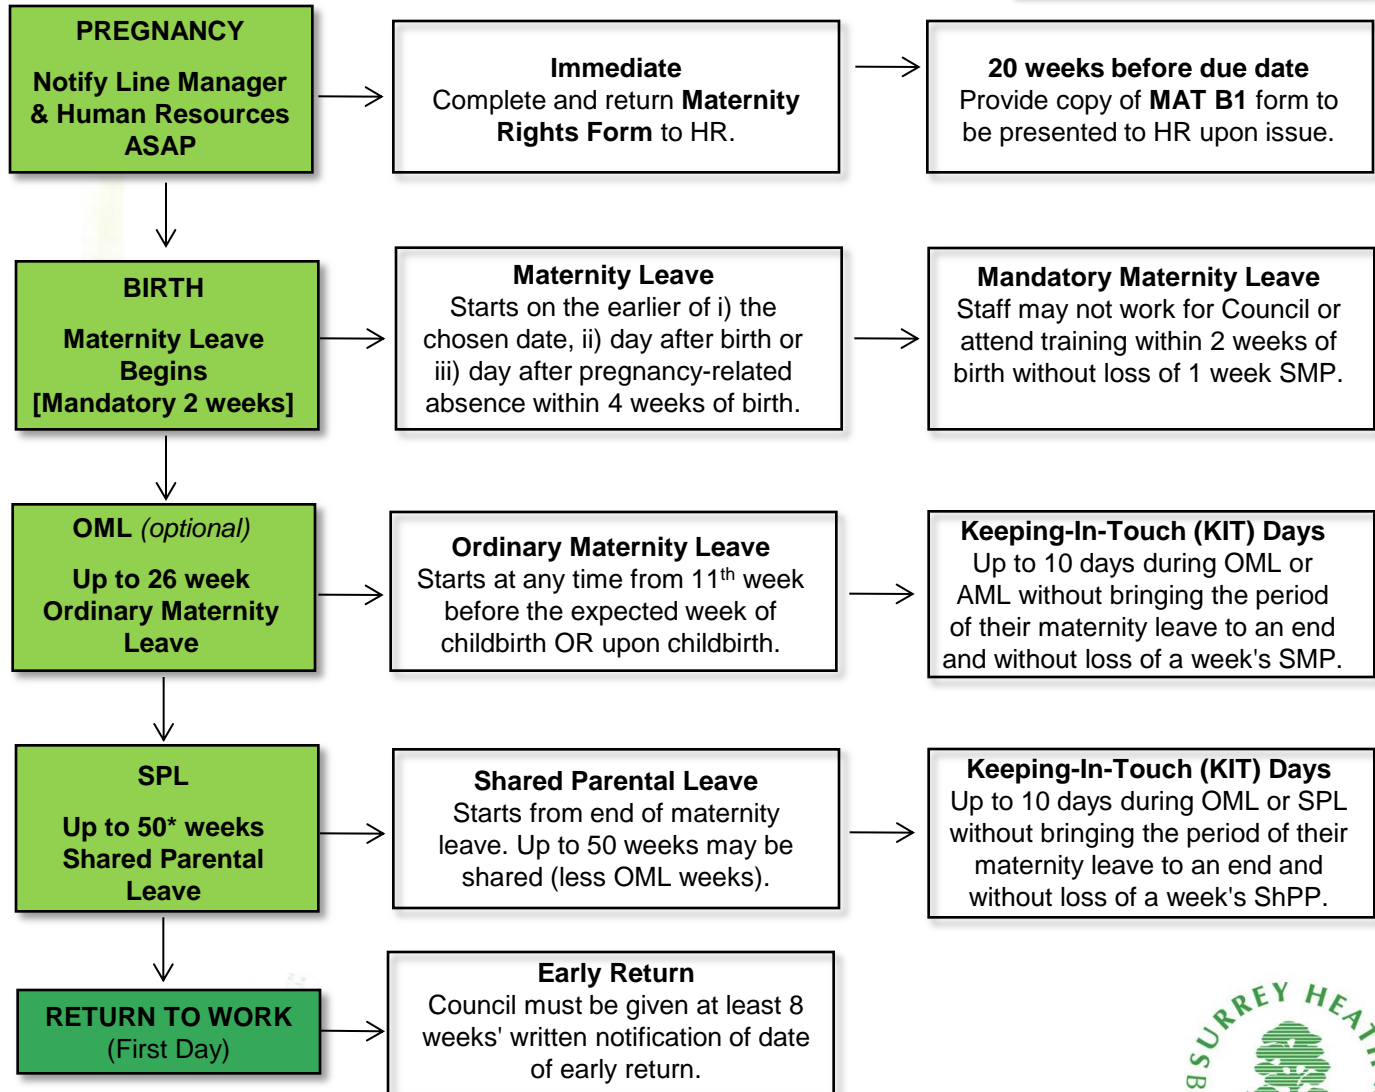 PREGNANCY
Notify Line Manager
& Human Resources
ASAP
Immediate
Complete and return Maternity
Rights Form to HR.
20 weeks before due date
Provide copy of MAT B1 form to
be presented to HR upon issue.
BIRTH
Maternity Leave
Begins
[Mandatory 2 weeks]
Maternity Leave
Starts on the earlier of i) the
chosen date, ii) day after birth or
iii) day after pregnancy-related
absence within 4 weeks of birth.
Mandatory Maternity Leave
Staff may not work for Council or
attend training within 2 weeks of
birth without loss of 1 week SMP.
OML (optional)
Up to 26 week
Ordinary Maternity
Leave
Ordinary Maternity Leave
Starts at any time from 11th week
before the expected week of
childbirth OR upon childbirth.
Keeping-In-Touch (KIT) Days
Up to 10 days during OML or
AML without bringing the period
of their maternity leave to an end
and without loss of a week's SMP.
SPL
Up to 50* weeks
Shared Parental
Leave
Shared Parental Leave
Starts from end of maternity
leave. Up to 50 weeks may be
shared (less OML weeks).
Keeping-In-Touch (KIT) Days
Up to 10 days during OML or SPL
without bringing the period of their
maternity leave to an end and
without loss of a week's ShPP.
RETURN TO WORK
(First Day)
Early Return
Council must be given at least 8
weeks' written notification of date
of early return.
SURREY HEATH